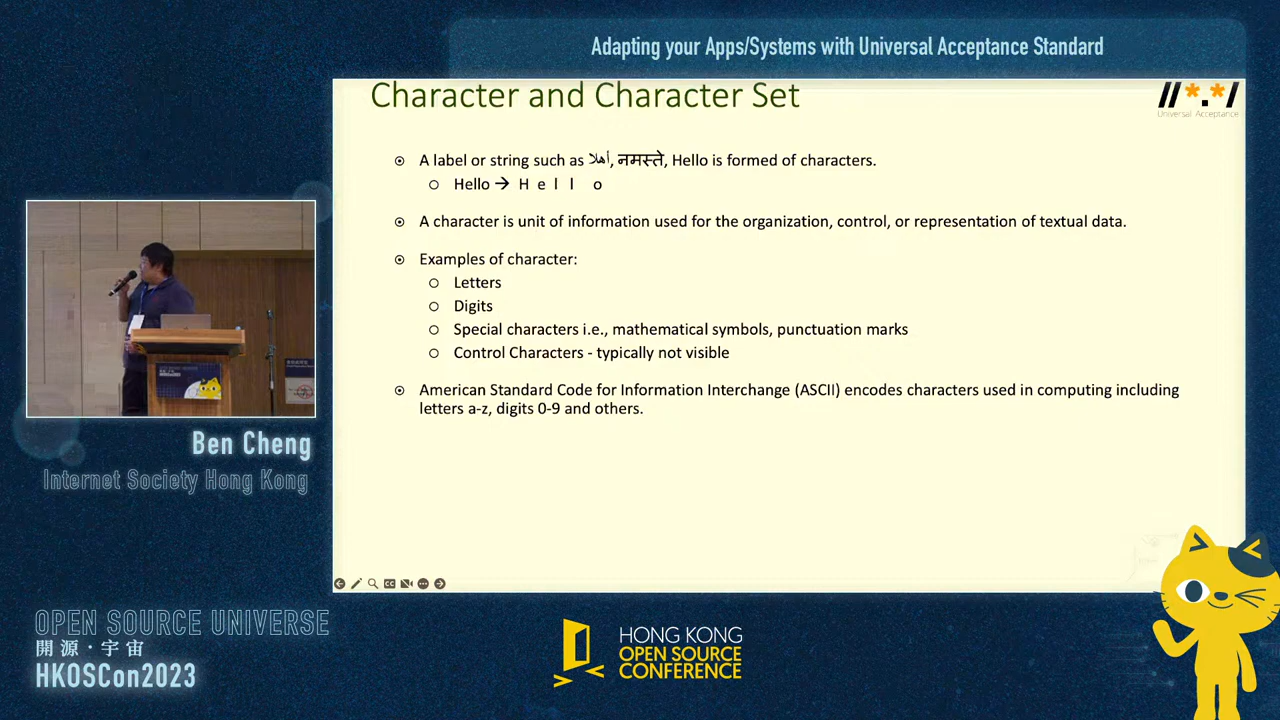 Adapting your Apps/Systems with Universal Acceptance Standard
Character and Character Set
//*.*/
Universal Acceptance
A label or string such as أهلا, नमस्ते, Hello is formed of characters.
Hello → H e l l o
A character is unit of information used for the organization, control, or representation of textual data.
Examples of character:
Letters
Digits
Special characters i.e., mathematical symbols, punctuation marks
Control Characters - typically not visible
American Standard Code for Information Interchange (ASCII) encodes characters used in computing including
letters a-z, digits 0-9 and others.
Ben Cheng
Internet Society Hong Kong
OPEN SOURCE UNIVERSE
開源·宇宙
HKOSCon2023
HONG KONG
OPEN SOURCE
CONFERENCE